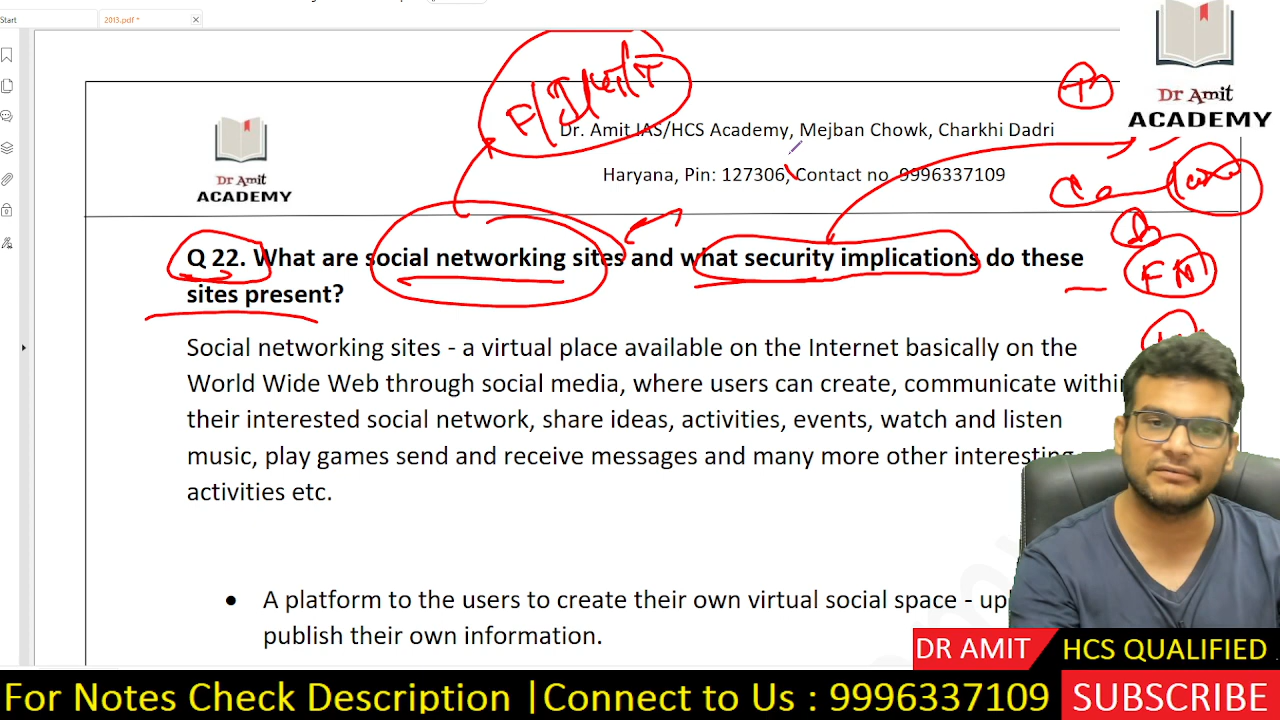 Start
2013.pdf *
Dr Amit
ACADEMY
Dr. Amit IAS/HCS Academy, Mejban Chowk, Charkhi Dadri
Haryana, Pin: 127306, Contact no. 9996337109
Dr Amit
ACADEMY
FN
Q 22. What are social networking sites and what security implications do these
sites present?
Social networking sites - a virtual place available on the Internet basically on the
World Wide Web through social media, where users can create, communicate within
their interested social network, share ideas, activities, events, watch and listen
music, play games send and receive messages and many more other interesting
activities etc.
• A platform to the users to create their own virtual social space - up
publish their own information.
DR AMIT HCS QUALIFIED
For Notes Check Description |Connect to Us : 9996337109 SUBSCRIBE